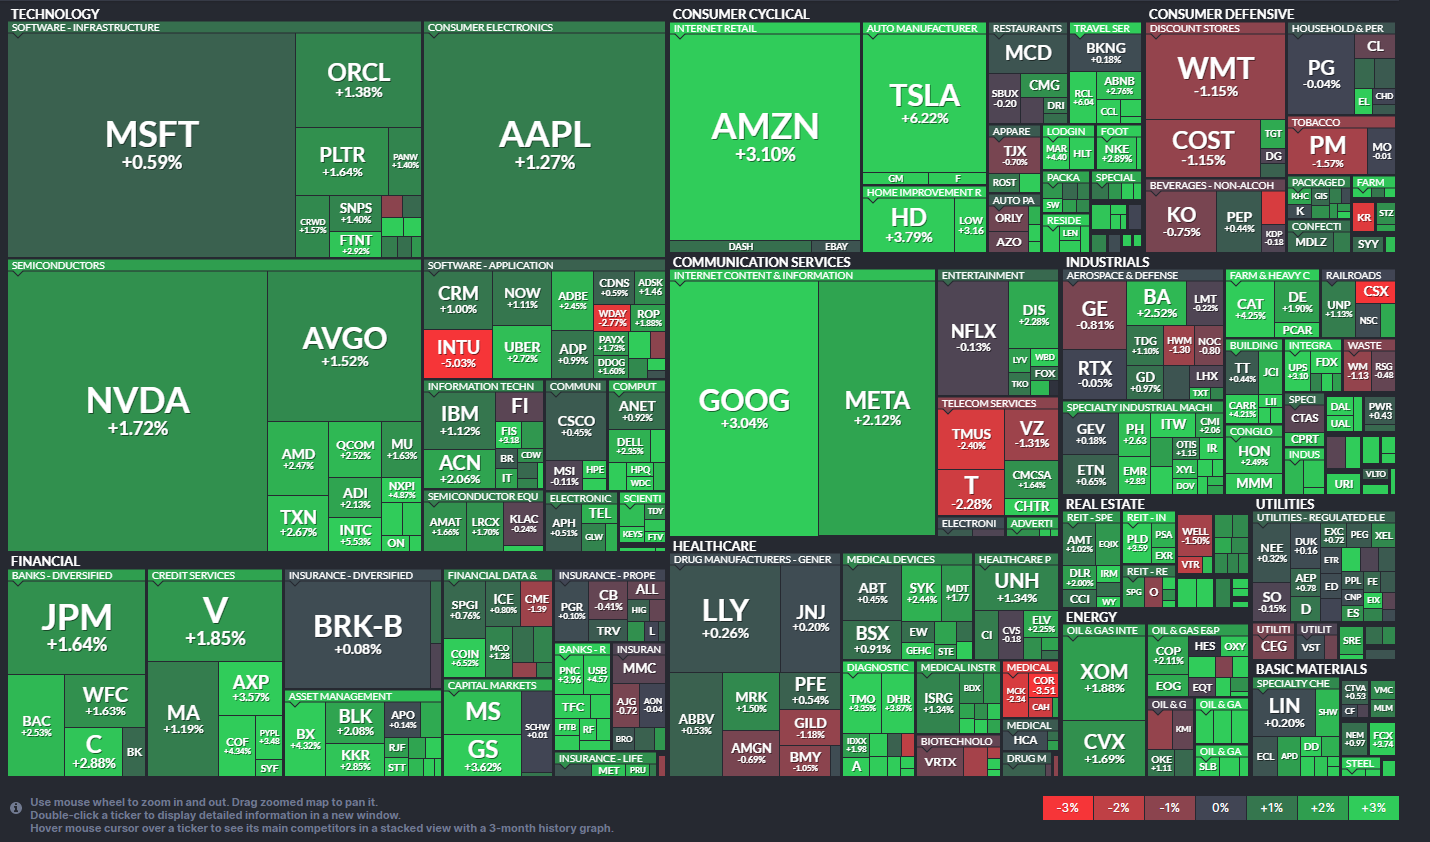 TECHNOLOGY
SOFTWARE - INFRASTRUCTURE
MSFT
+0.59%
ORCL
+1.38%
PLTR
+1.64%
PANW
+1.40%
CRWD
+1.57%
SNPS
+1.40%
FTNT
+2.92%
CONSUMER ELECTRONICS
AAPL
+1.27%
SEMICONDUCTORS
NVDA
+1.72%
AVGO
+1.52%
AMD
+2.47%
QCOM
+2.52%
MU
+1.63%
ADI
+2.13%
NXPI
+4.87%
TXN
+2.67%
INTC
+5.53%
ON
SOFTWARE - APPLICATION
CRM
+1.00%
NOW
+1.11%
ADBE
+2.45%
CDNS
+0.59%
ADSK
+1.46
WDAY
-2.77%
ROP
+1.88%
INTU
-5.03%
UBER
+2.72%
ADP
+0.99%
PAYX
+1.73%
DDOG
+1.60%
INFORMATION TECHN
IBM
+1.12%
FI
FIS
+3.18
ACN
+2.06%
BR
CDW
IT
COMMUNI
CSCO
+0.45%
MSI
-0.11%
HPE
COMPUT
ANET
+0.92%
DELL
+2.35%
HPQ
WDC
SEMICONDUCTOR EQU
AMAT
+1.66%
LRCX
+1.70%
KLAC
-0.24%
ELECTRONIC
APH
+0.51%
TEL
GLW
SCIENTI
TDY
KEYS
FTV
CONSUMER CYCLICAL
INTERNET RETAIL
AMZN
+3.10%
DASH
EBAY
AUTO MANUFACTURER
TSLA
+6.22%
GM
F
HOME IMPROVEMENT R
HD
+3.79%
LOW
+3.16
RESTAURANTS
MCD
SBUX
-0.20
CMG
DRI
TRAVEL SER
BKNG
+0.18%
RCL
+6.04
ABNB
+2.76%
CCL
APPARE
TJX
-0.70%
ROST
LODGIN
MAR
+4.40
HLT
FOOT
NKE
+2.89%
PACKA
SW
SPECIAL
AUTO PA
ORLY
AZO
RESIDE
LEN
CONSUMER DEFENSIVE
DISCOUNT STORES
WMT
-1.15%
COST
-1.15%
TGT
DG
HOUSEHOLD & PER
PG
-0.04%
CL
EL
CHD
TOBACCO
PM
-1.57%
MO
-0.01
BEVERAGES - NON-ALCOH
KO
-0.75%
PEP
+0.44%
KDP
-0.18
PACKAGED
KHC
GIS
K
FARM
KR
STZ
CONFECTI
MDLZ
SYY
COMMUNICATION SERVICES
INTERNET CONTENT & INFORMATION
GOOG
+3.04%
META
+2.12%
ENTERTAINMENT
NFLX
-0.13%
DIS
+2.28%
LYV
WBD
FOX
TKO
TELECOM SERVICES
TMUS
-2.40%
VZ
-1.31%
T
-2.28%
CMCSA
+1.64%
CHTR
ELECTRONI
ADVERTI
INDUSTRIALS
AEROSPACE & DEFENSE
GE
-0.81%
BA
+2.52%
LMT
-0.22%
RTX
-0.05%
TDG
+1.10%
HWM
-1.30
NOC
-0.80
GD
+0.97%
LHX
TXT
FARM & HEAVY C
CAT
+4.25%
DE
+1.90%
PCAR
RAILROADS
UNP
+1.13%
CSX
NSC
BUILDING
TT
+0.44%
JCI
CARR
+4.21%
LII
INTEGRA
UPS
+3.10
FDX
WASTE
WM
-1.13
RSG
-0.48
SPECIALTY INDUSTRIAL MACHI
GEV
+0.18%
PH
+2.63
ITW
CMI
+2.06
OTIS
+1.15
IR
ETN
+0.65%
EMR
+2.83
XYL
DOV
SPECI
CTAS
DAL
UAL
PWR
+0.43
CONGLO
HON
+2.49%
MMM
CPRT
INDUS
URI
VLTO
REAL ESTATE
REIT - SPE
AMT
+1.02%
EQIX
DLR
+2.00%
IRM
CCI
WY
REIT - IN
PLD
+3.59
PSA
EXR
REIT - RE
SPG
O
WELL
-1.50%
VTR
UTILITIES
UTILITIES - REGULATED ELE
NEE
+0.32%
DUK
+0.16
EXC
+0.72
PEG
XEL
ETR
SO
-0.15%
AEP
+0.78
ED
PPL
FE
D
CNP
EIX
ES
UTILITI
CEG
UTILIT
VST
SRE
FINANCIAL
BANKS - DIVERSIFIED
JPM
+1.64%
BAC
+2.53%
WFC
+1.63%
C
+2.88%
BK
CREDIT SERVICES
V
+1.85%
MA
+1.19%
AXP
+3.57%
COF
+4.34%
PYPL
+3.48
SYF
INSURANCE - DIVERSIFIED
BRK-B
+0.08%
ASSET MANAGEMENT
BX
+4.32%
BLK
+2.08%
APO
+0.14%
KKR
+2.85%
RJF
STT
FINANCIAL DATA &
SPGI
+0.76%
ICE
+0.80%
CME
-1.39
COIN
+6.52%
MCO
+1.28
CAPITAL MARKETS
MS
GS
+3.62%
SCHW
+0.01
INSURANCE - PROPE
PGR
+0.10%
CB
-0.41%
ALL
HIG
TRV
L
BANKS - R
PNC
+3.96
USB
+4.57
TFC
FITB
RF
INSURAN
MMC
AJG
-0.72
AON
-0.04
BRO
INSURANCE - LIFE
MET
PRU
HEALTHCARE
DRUG MANUFACTURERS - GENER
LLY
+0.26%
JNJ
+0.20%
ABBV
+0.53%
MRK
+1.50%
PFE
+0.54%
AMGN
-0.69%
GILD
-1.18%
BMY
-1.05%
MEDICAL DEVICES
ABT
+0.45%
SYK
+2.44%
MDT
+1.77
BSX
+0.91%
EW
GEHC
STE
HEALTHCARE P
UNH
+1.34%
CI
CVS
-0.18
ELV
+2.25%
DIAGNOSTIC
TMO
+3.35%
DHR
+3.87%
IDXX
+1.98
A
MEDICAL INSTR
ISRG
+1.34%
BDX
MEDICAL
MCK
-2.34
COR
-3.51
CAH
BIOTECHNOLO
VRTX
MEDICAL
HCA
DRUG M
ENERGY
OIL & GAS INTE
XOM
+1.88%
CVX
+1.69%
OIL & GAS E&P
COP
+2.11%
HES
OXY
EOG
EQT
OIL & G
KMI
OKE
+1.11
OIL & GA
OIL & GA
SLB
BASIC MATERIALS
SPECIALTY CHE
LIN
+0.20%
SHW
ECL
APD
DD
CTVA
+0.53
VMC
CF
MLM
NEM
+0.97
FCX
+3.74
STEEL
Use mouse wheel to zoom in and out. Drag zoomed map to pan it.
Double-click a ticker to display detailed information in a new window.
Hover mouse cursor over a ticker to see its main competitors in a stacked view with a 3-month history graph.
-3%
-2%
-1%
0%
+1%
+2%
+3%